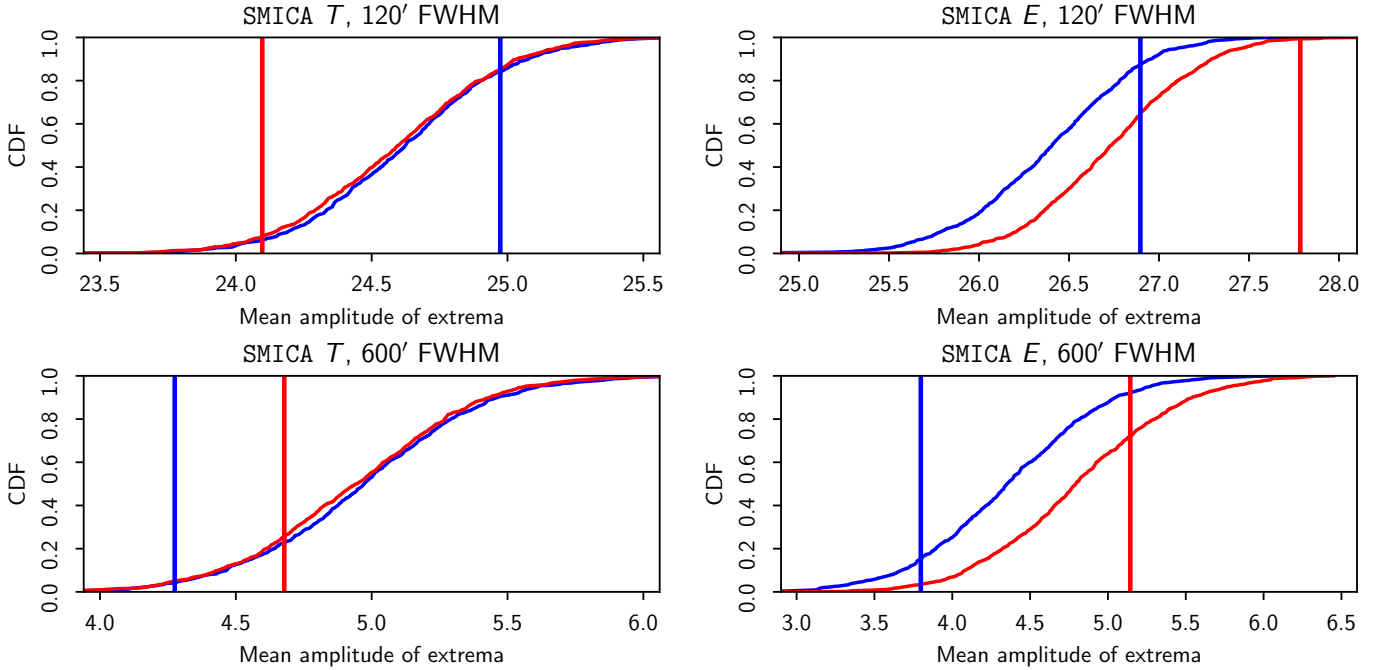 SMICA T, 120′ FWHM
CDF
0.0 0.2 0.4 0.6 0.8 1.0
23.5 24.0 24.5 25.0 25.5
Mean amplitude of extrema
SMICA E, 120′ FWHM
CDF
0.0 0.2 0.4 0.6 0.8 1.0
25.0 25.5 26.0 26.5 27.0 27.5 28.0
Mean amplitude of extrema
SMICA T, 600′ FWHM
CDF
0.0 0.2 0.4 0.6 0.8 1.0
4.0 4.5 5.0 5.5 6.0
Mean amplitude of extrema
SMICA E, 600′ FWHM
CDF
0.0 0.2 0.4 0.6 0.8 1.0
3.0 3.5 4.0 4.5 5.0 5.5 6.0 6.5
Mean amplitude of extrema